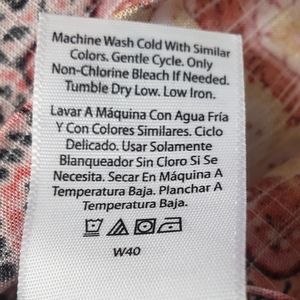 Machine Wash Cold With Similar
Colors. Gentle Cycle. Only
Non-Chlorine Bleach If Needed.
Tumble Dry Low. Low Iron.
Lavar A Máquina Con Agua Fría
Y Con Colores Similares. Ciclo
Delicado. Usar Solamente
Blanqueador Sin Cloro Si Se
Necesita. Secar En Máquina A
Temperatura Baja. Planchar A
Temperatura Baja.
W40